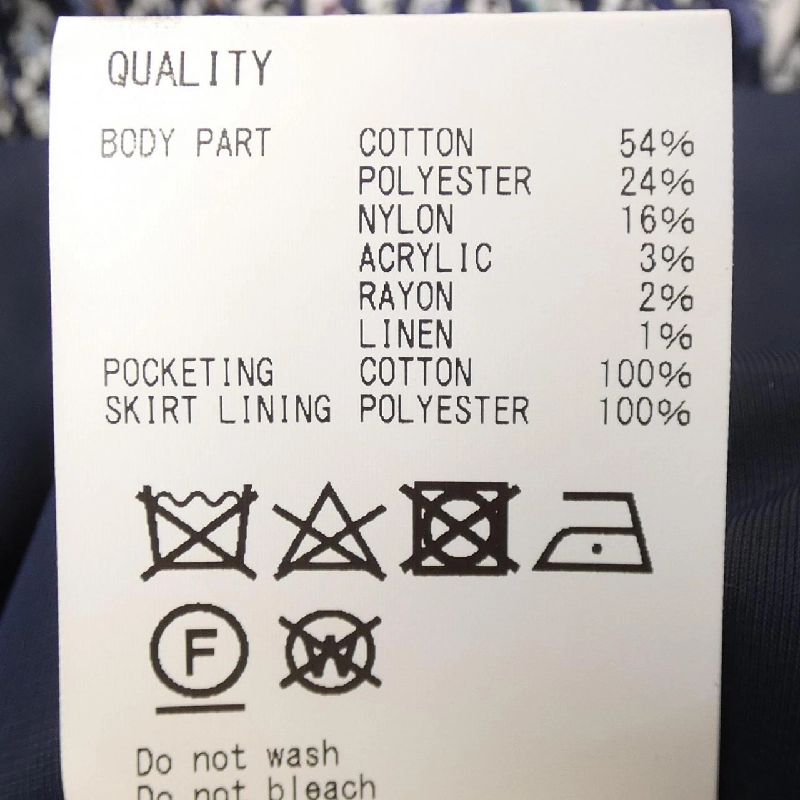 QUALITY
BODY PART COTTON 54%
POLYESTER 24%
NYLON 16%
ACRYLIC 3%
RAYON 2%
LINEN 1%
POCKETING COTTON 100%
SKIRT LINING POLYESTER 100%
F W
Do not wash
Do not bleach